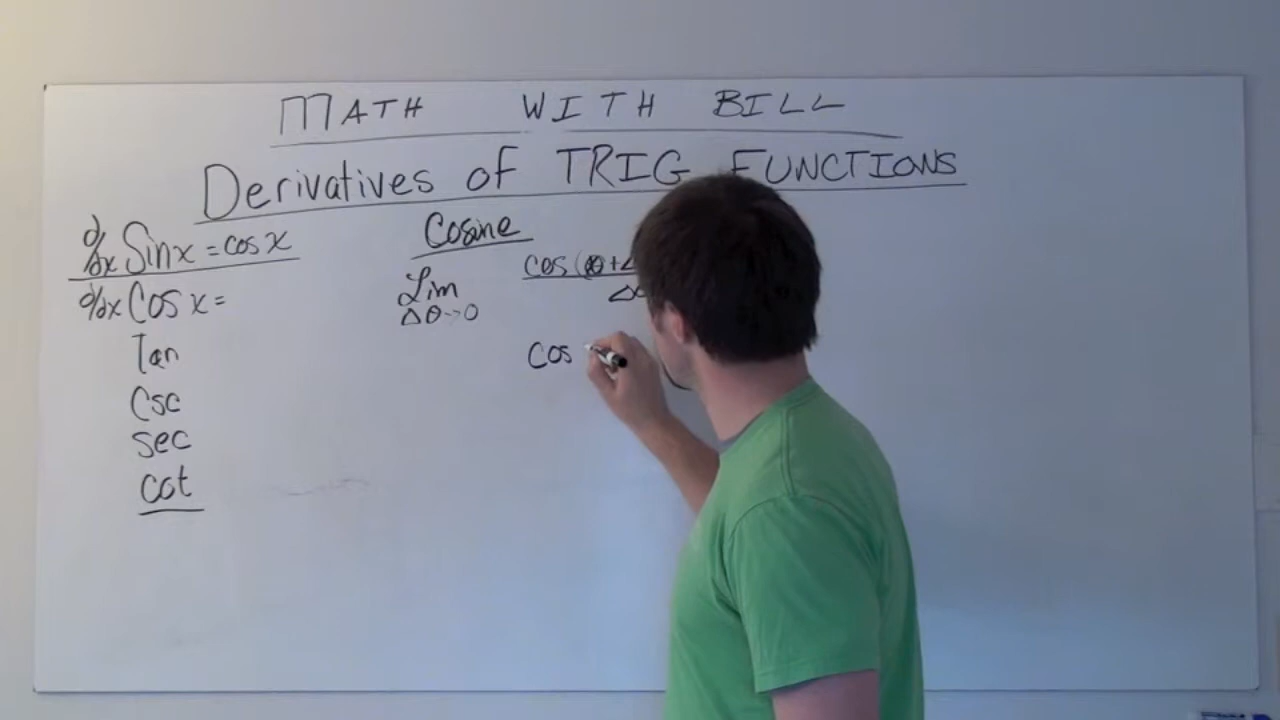 MATH WITH BILL
Derivatives of TRIG FUNCTIONS
d/dx Sin x = cos x
d/dx Cos x =
Tan
Csc
sec
cot
Cosine
Lim
Δθ→0
cos (θ+
Δ
cos